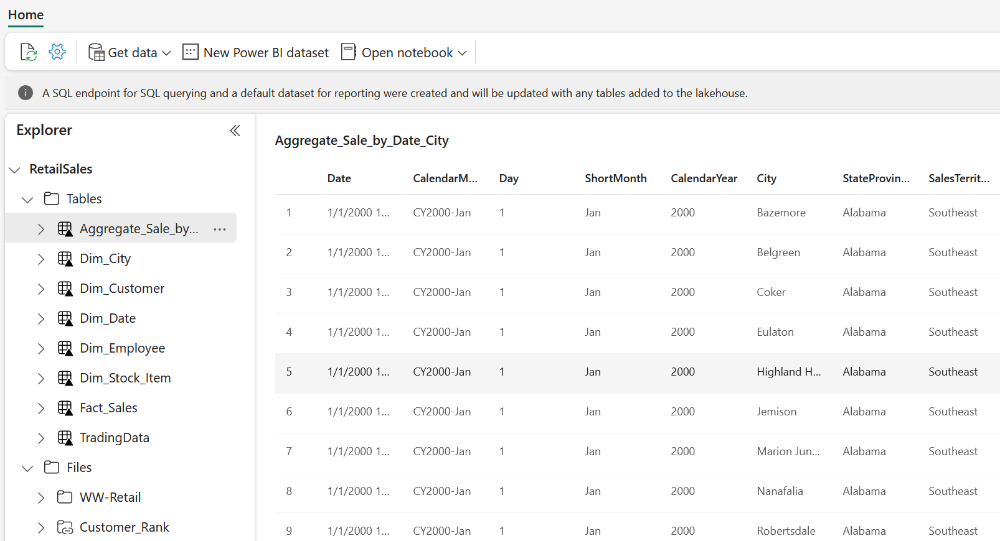 Home
Get data
New Power BI dataset
Open notebook
A SQL endpoint for SQL querying and a default dataset for reporting were created and will be updated with any tables added to the lakehouse.
Explorer
RetailSales
Tables
Aggregate_Sale_by...
Dim_City
Dim_Customer
Dim_Date
Dim_Employee
Dim_Stock_Item
Fact_Sales
TradingData
Files
WW-Retail
Customer_Rank
Aggregate_Sale_by_Date_City
Date CalendarM... Day ShortMonth CalendarYear City StateProvin... SalesTerrit...
1 1/1/2000 1... CY2000-Jan 1 Jan 2000 Bazemore Alabama Southeast
2 1/1/2000 1... CY2000-Jan 1 Jan 2000 Belgreen Alabama Southeast
3 1/1/2000 1... CY2000-Jan 1 Jan 2000 Coker Alabama Southeast
4 1/1/2000 1... CY2000-Jan 1 Jan 2000 Eulaton Alabama Southeast
5 1/1/2000 1... CY2000-Jan 1 Jan 2000 Highland H... Alabama Southeast
6 1/1/2000 1... CY2000-Jan 1 Jan 2000 Jemison Alabama Southeast
7 1/1/2000 1... CY2000-Jan 1 Jan 2000 Marion Jun... Alabama Southeast
8 1/1/2000 1... CY2000-Jan 1 Jan 2000 Nanafalia Alabama Southeast
9 1/1/2000 1... CY2000-Jan 1 Jan 2000 Robertsdale Alabama Southeast